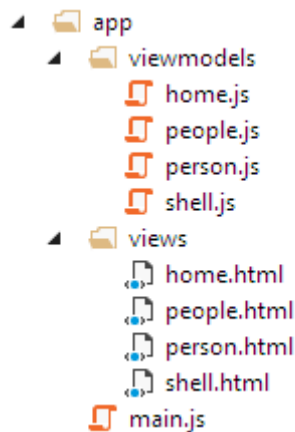 app
viewmodels
home.js
people.js
person.js
shell.js
views
home.html
people.html
person.html
shell.html
main.js